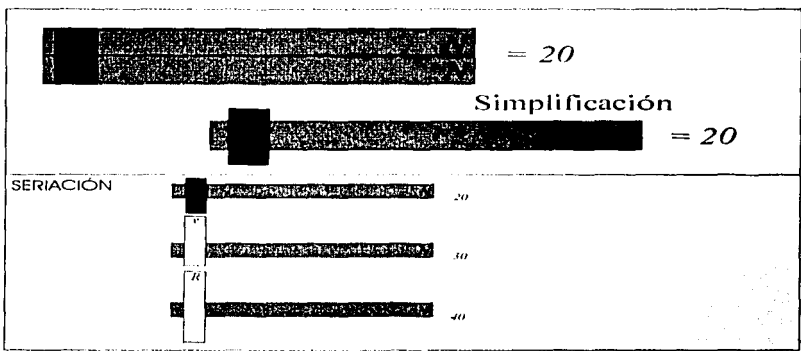 = 20
Simplificación
= 20
SERIACIÓN
20
30
R
40